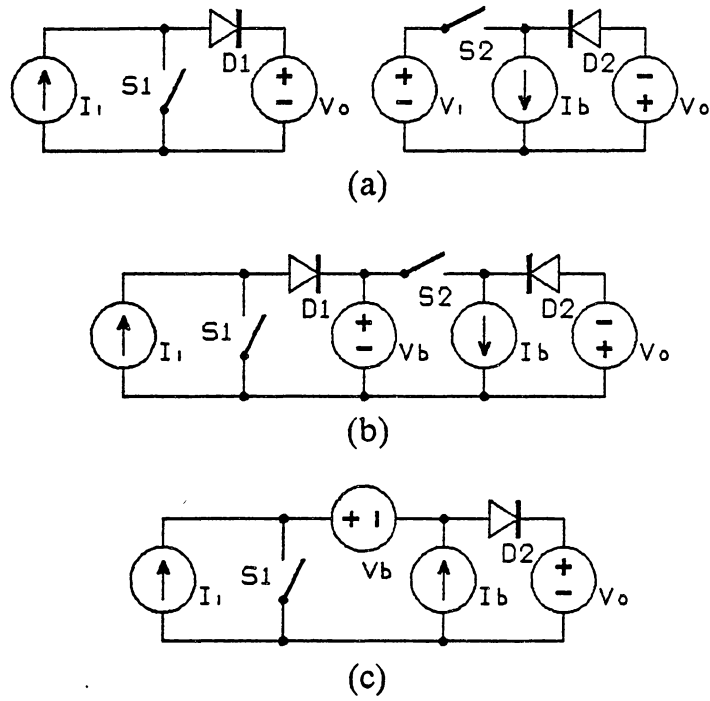 I₁ S1 D1 + − Vo
+ − V₁ S2 Ib D2 − + Vo
(a)
I₁ S1 D1 + − Vb S2 Ib D2 − + Vo
(b)
I₁ S1 + − Vb Ib D2 + − Vo
(c)